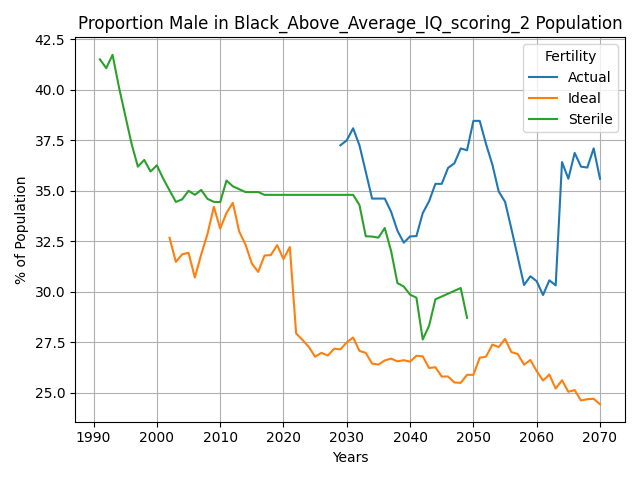 Proportion Male in Black_Above_Average_IQ_scoring_2 Population
42.5
40.0
37.5
35.0
32.5
30.0
27.5
25.0
% of Population
Fertility
Actual
Ideal
Sterile
1990 2000 2010 2020 2030 2040 2050 2060 2070
Years